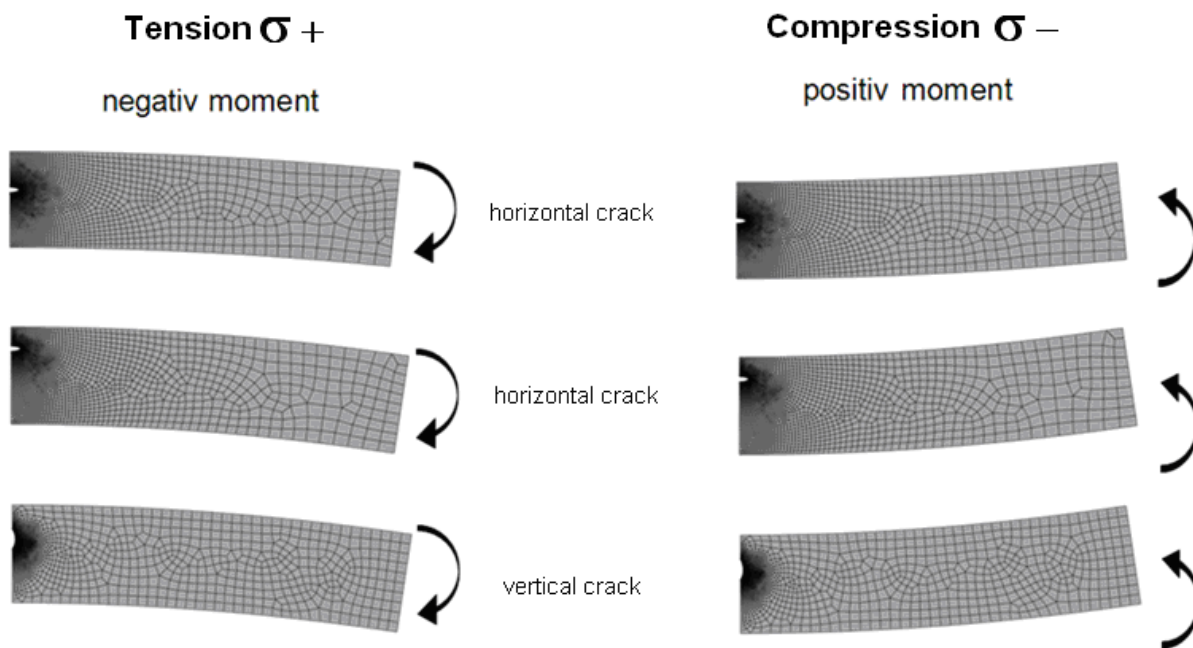 Tension σ +
Compression σ −
negativ moment
positiv moment
horizontal crack
horizontal crack
vertical crack